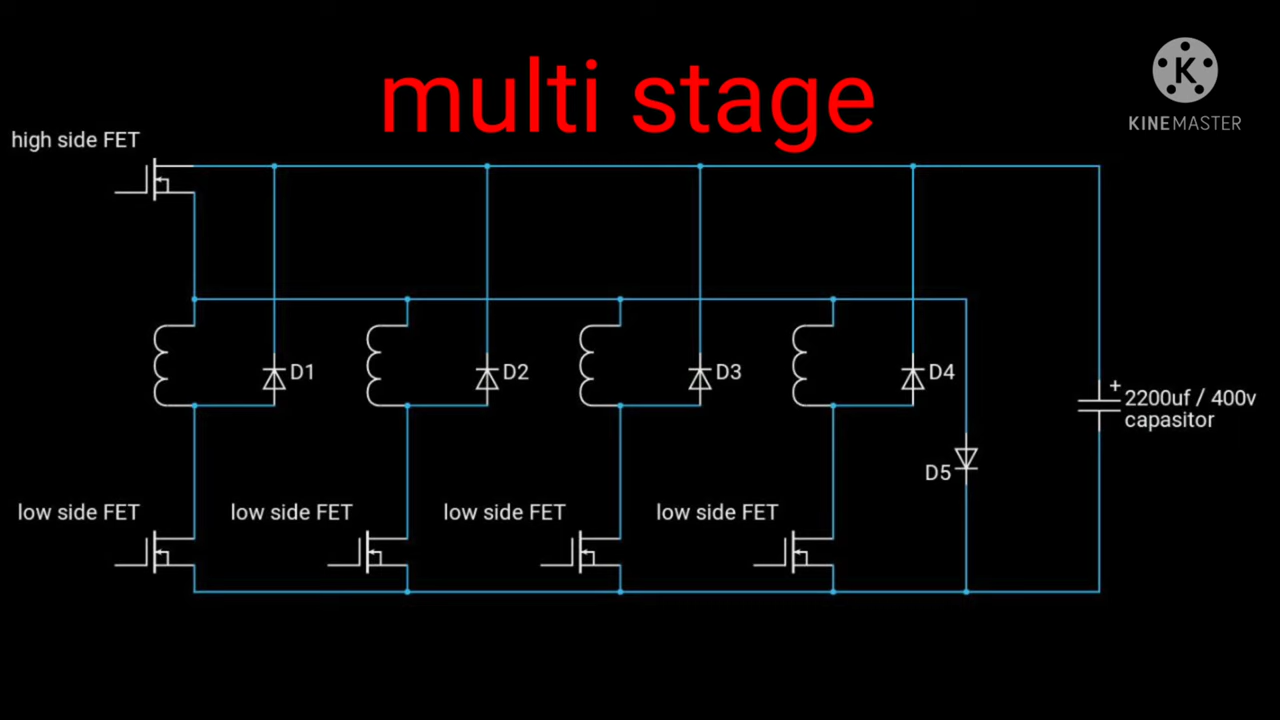 multi stage
K
KINEMASTER
high side FET
D1
D2
D3
D4
+
2200uf / 400v
capasitor
D5
low side FET
low side FET
low side FET
low side FET